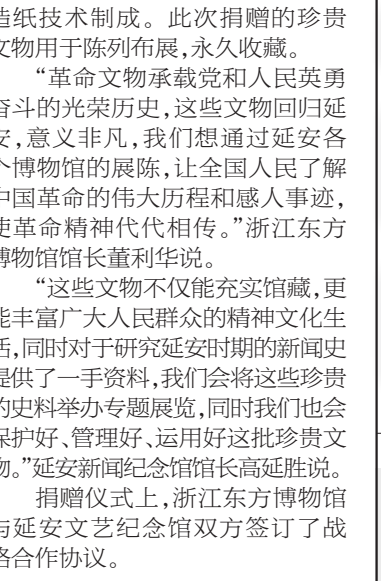 造纸技术制成。此次捐赠的珍贵
文物用于陈列布展,永久收藏。
“革命文物承载党和人民英勇
奋斗的光荣历史,这些文物回归延
安,意义非凡,我们想通过延安各
个博物馆的展陈,让全国人民了解
中国革命的伟大历程和感人事迹,
使革命精神代代相传。”浙江东方
博物馆馆长董利华说。
“这些文物不仅能充实馆藏,更
能丰富广大人民群众的精神文化生
活,同时对于研究延安时期的新闻史
提供了一手资料,我们会将这些珍贵
的史料举办专题展览,同时我们也会
保护好、管理好、运用好这批珍贵文
物。”延安新闻纪念馆馆长高延胜说。
捐赠仪式上,浙江东方博物馆
与延安文艺纪念馆双方签订了战
略合作协议。